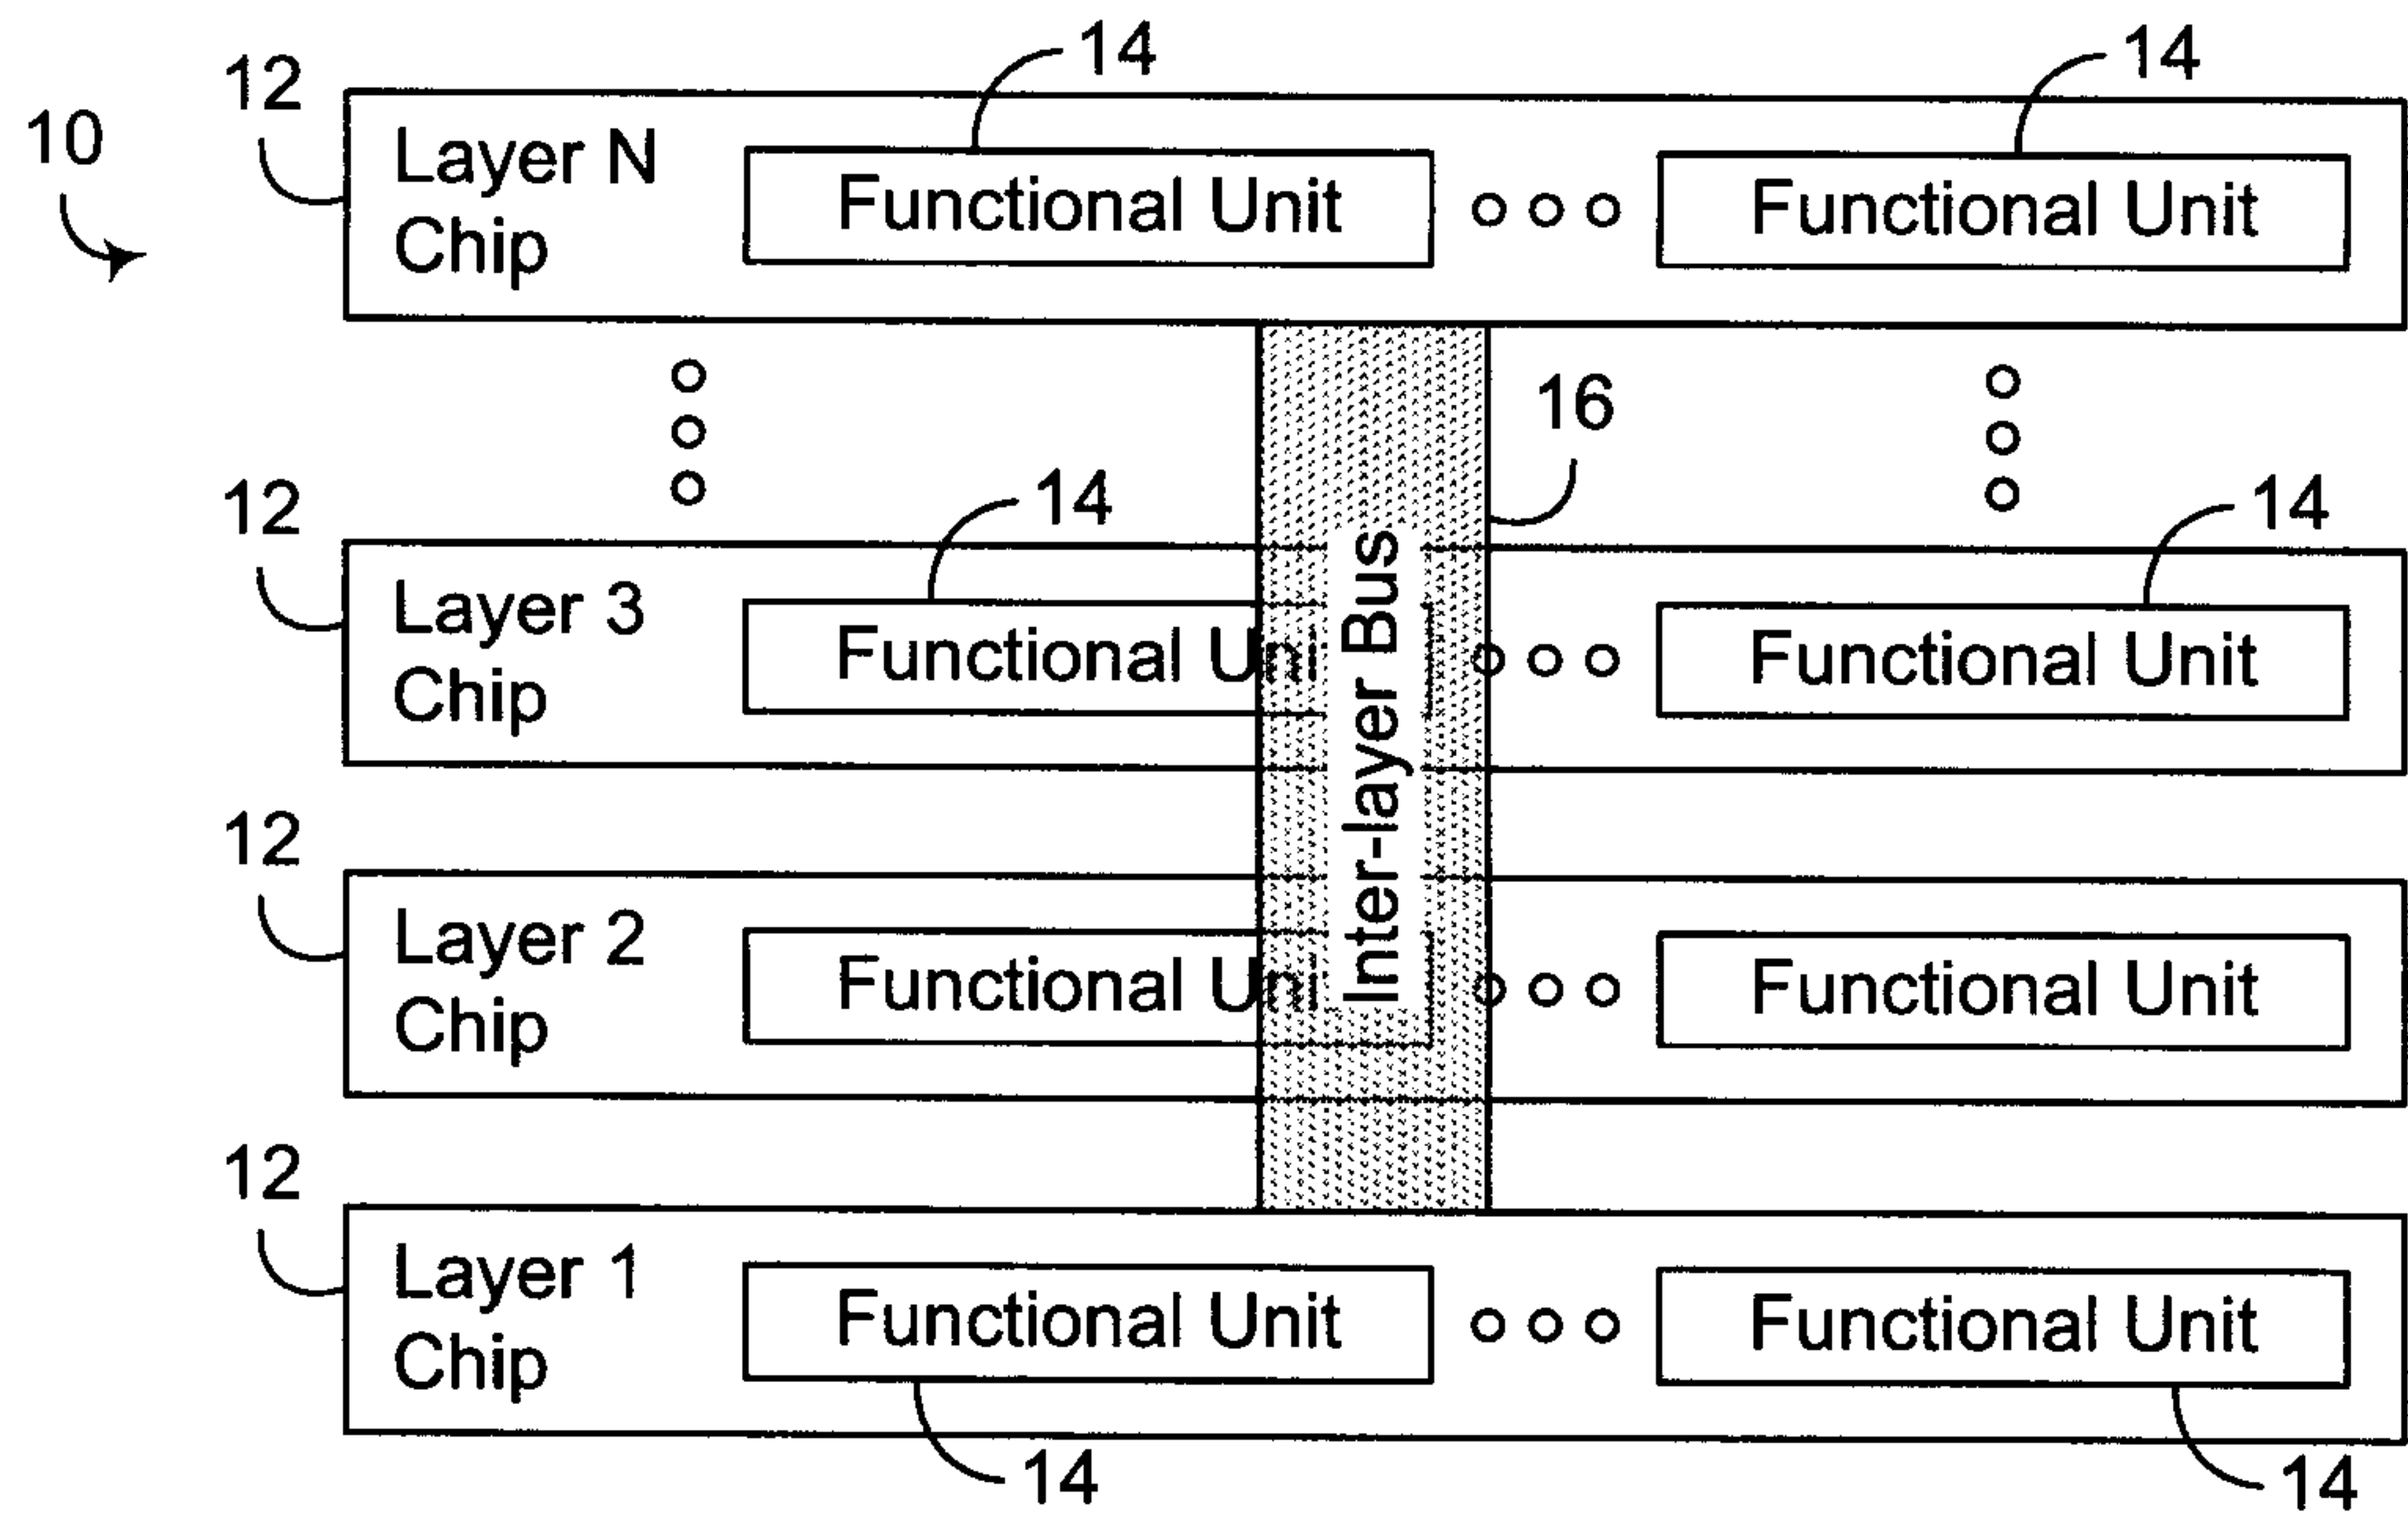 14
14
12
10
Layer N
Chip
Functional Unit
Functional Unit
16
12
14
14
Layer 3
Chip
Functional Uni
Functional Unit
Inter-layer Bus
12
Layer 2
Chip
Functional Uni
Functional Unit
12
Layer 1
Chip
Functional Unit
Functional Unit
14
14